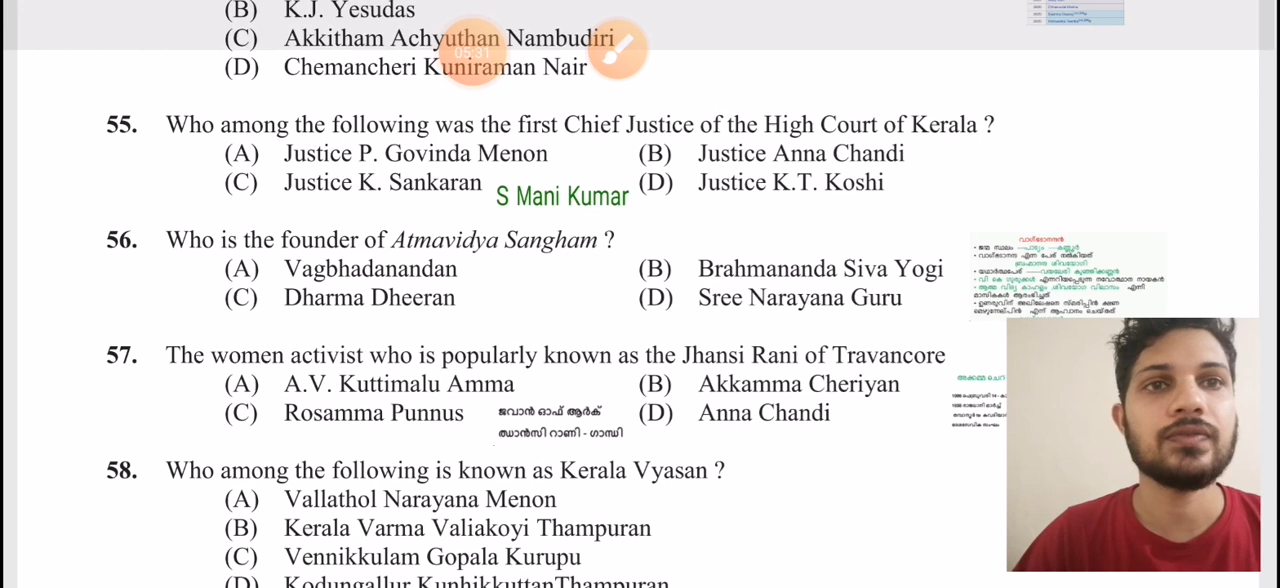 (B) K.J. Yesudas
(C) Akkitham Achyuthan Nambudiri
05:31
(D) Chemancheri Kuniraman Nair
55. Who among the following was the first Chief Justice of the High Court of Kerala ?
(A) Justice P. Govinda Menon (B) Justice Anna Chandi
(C) Justice K. Sankaran (D) Justice K.T. Koshi
S Mani Kumar
56. Who is the founder of Atmavidya Sangham ?
(A) Vagbhadanandan (B) Brahmananda Siva Yogi
(C) Dharma Dheeran (D) Sree Narayana Guru
57. The women activist who is popularly known as the Jhansi Rani of Travancore
(A) A.V. Kuttimalu Amma (B) Akkamma Cheriyan
(C) Rosamma Punnus (D) Anna Chandi
ജവാൻ ഓഫ് ആർക്
ഝാൻസി റാണി - ഗാന്ധി
58. Who among the following is known as Kerala Vyasan ?
(A) Vallathol Narayana Menon
(B) Kerala Varma Valiakoyi Thampuran
(C) Vennikkulam Gopala Kurupu
(D) Kodungallur KunhikkuttanThampuran